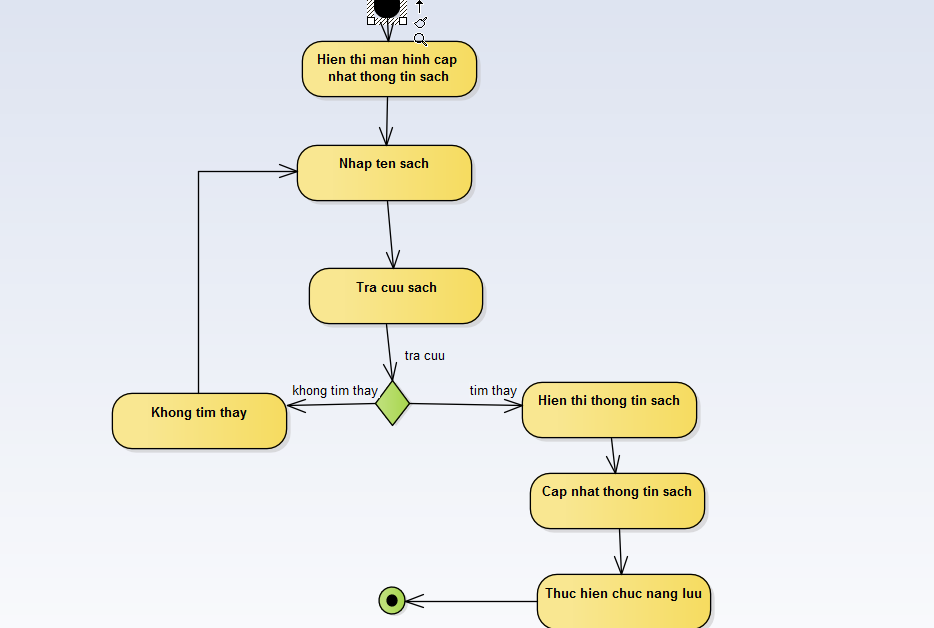 Hien thi man hinh cap
nhat thong tin sach
Nhap ten sach
Tra cuu sach
tra cuu
khong tim thay
tim thay
Khong tim thay
Hien thi thong tin sach
Cap nhat thong tin sach
Thuc hien chuc nang luu